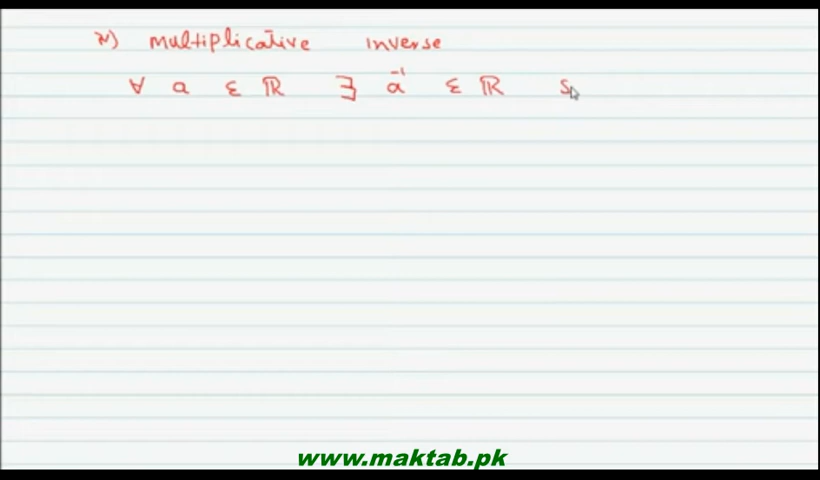 multiplicative inverse
∀ a ε ℝ ∃ a⁻¹ ε ℝ s
www.maktab.pk